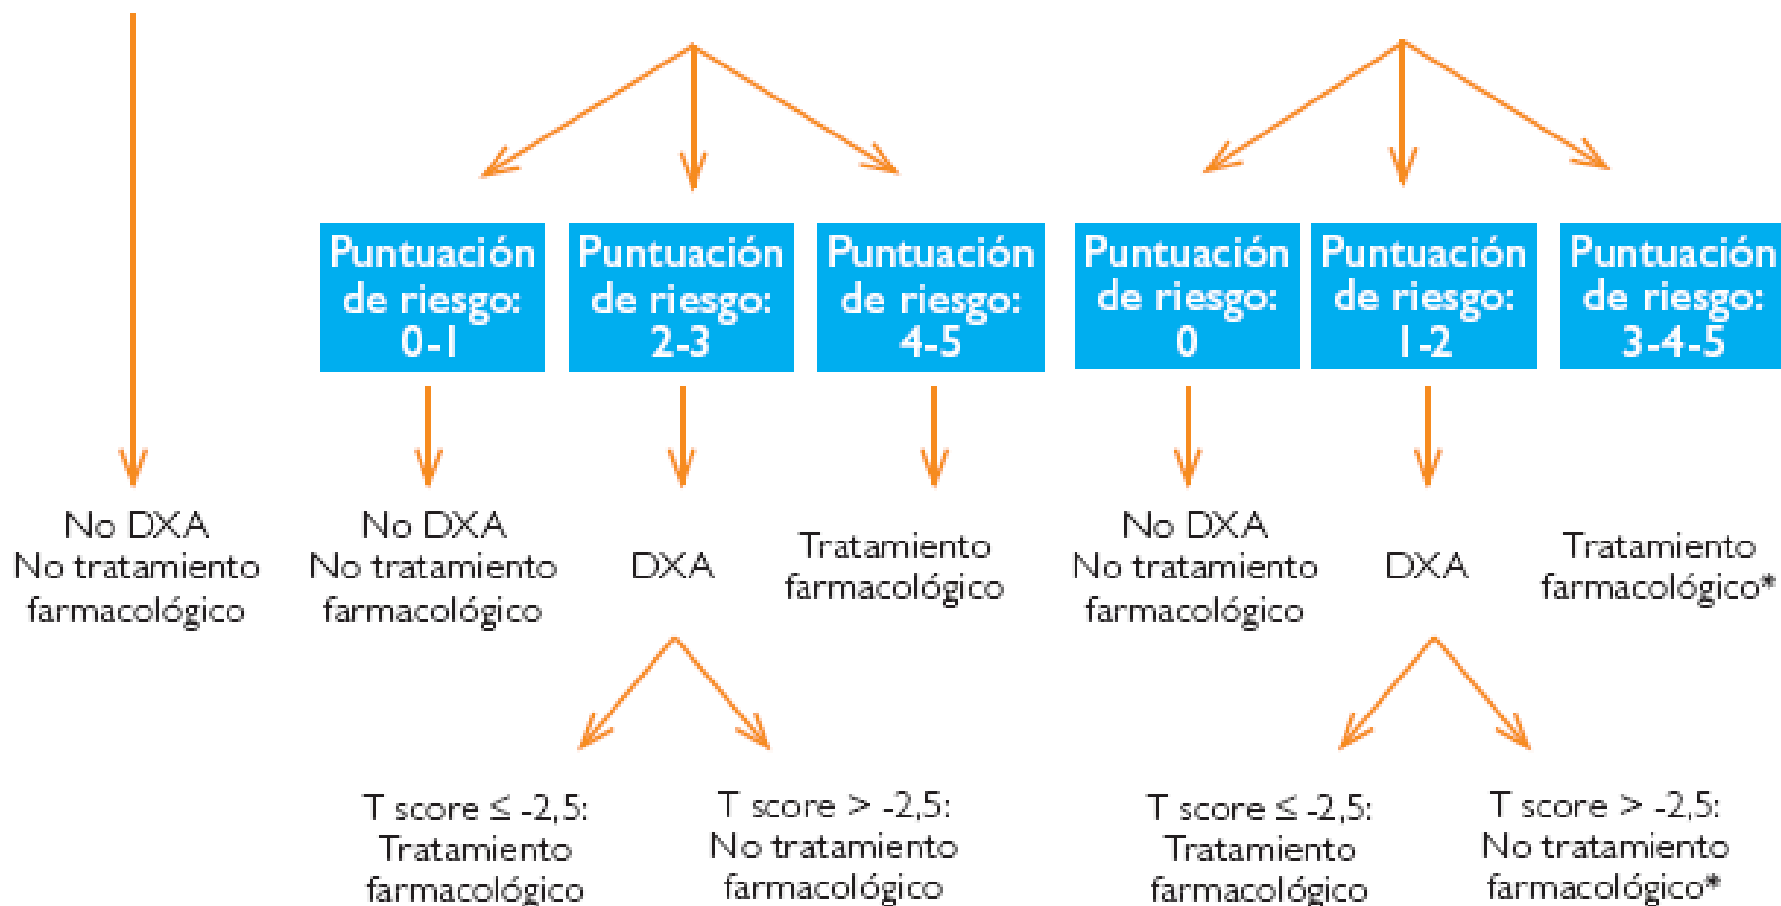 Puntuación
de riesgo:
0-1
Puntuación
de riesgo:
2-3
Puntuación
de riesgo:
4-5
Puntuación
de riesgo:
0
Puntuación
de riesgo:
1-2
Puntuación
de riesgo:
3-4-5
No DXA
No tratamiento
farmacológico
No DXA
No tratamiento
farmacológico
DXA
Tratamiento
farmacológico
No DXA
No tratamiento
farmacológico
DXA
Tratamiento
farmacológico*
T score ≤ -2,5:
Tratamiento
farmacológico
T score > -2,5:
No tratamiento
farmacológico
T score ≤ -2,5:
Tratamiento
farmacológico
T score > -2,5:
No tratamiento
farmacológico*